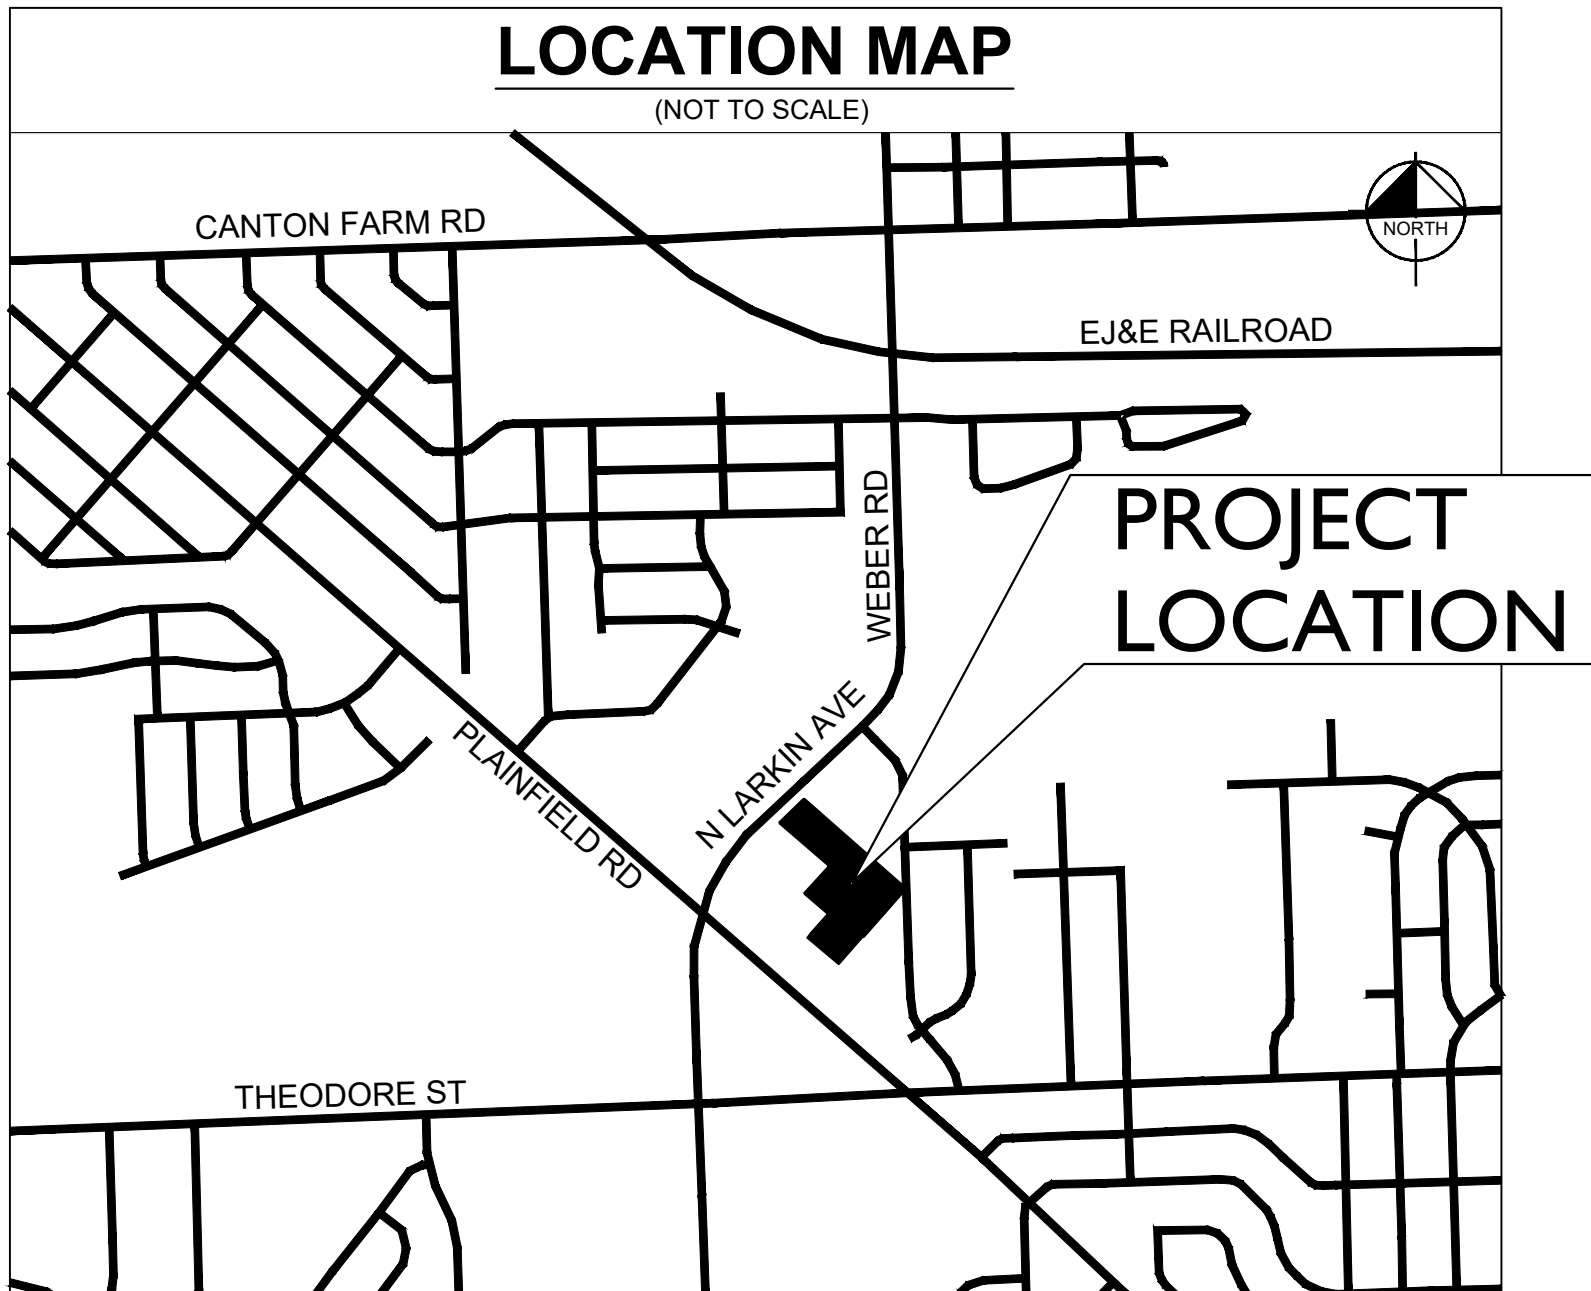 LOCATION MAP
(NOT TO SCALE)
CANTON FARM RD
NORTH
EJ&E RAILROAD
WEBER RD
PROJECT
LOCATION
N LARKIN AVE
PLAINFIELD RD
THEODORE ST